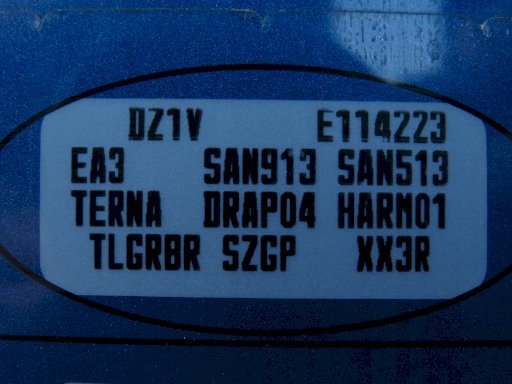 DZ1V E114223
EA3 SAN913 SAN513
TERNA DRAP04 HARM01
TLGRBR SZGP XX3R